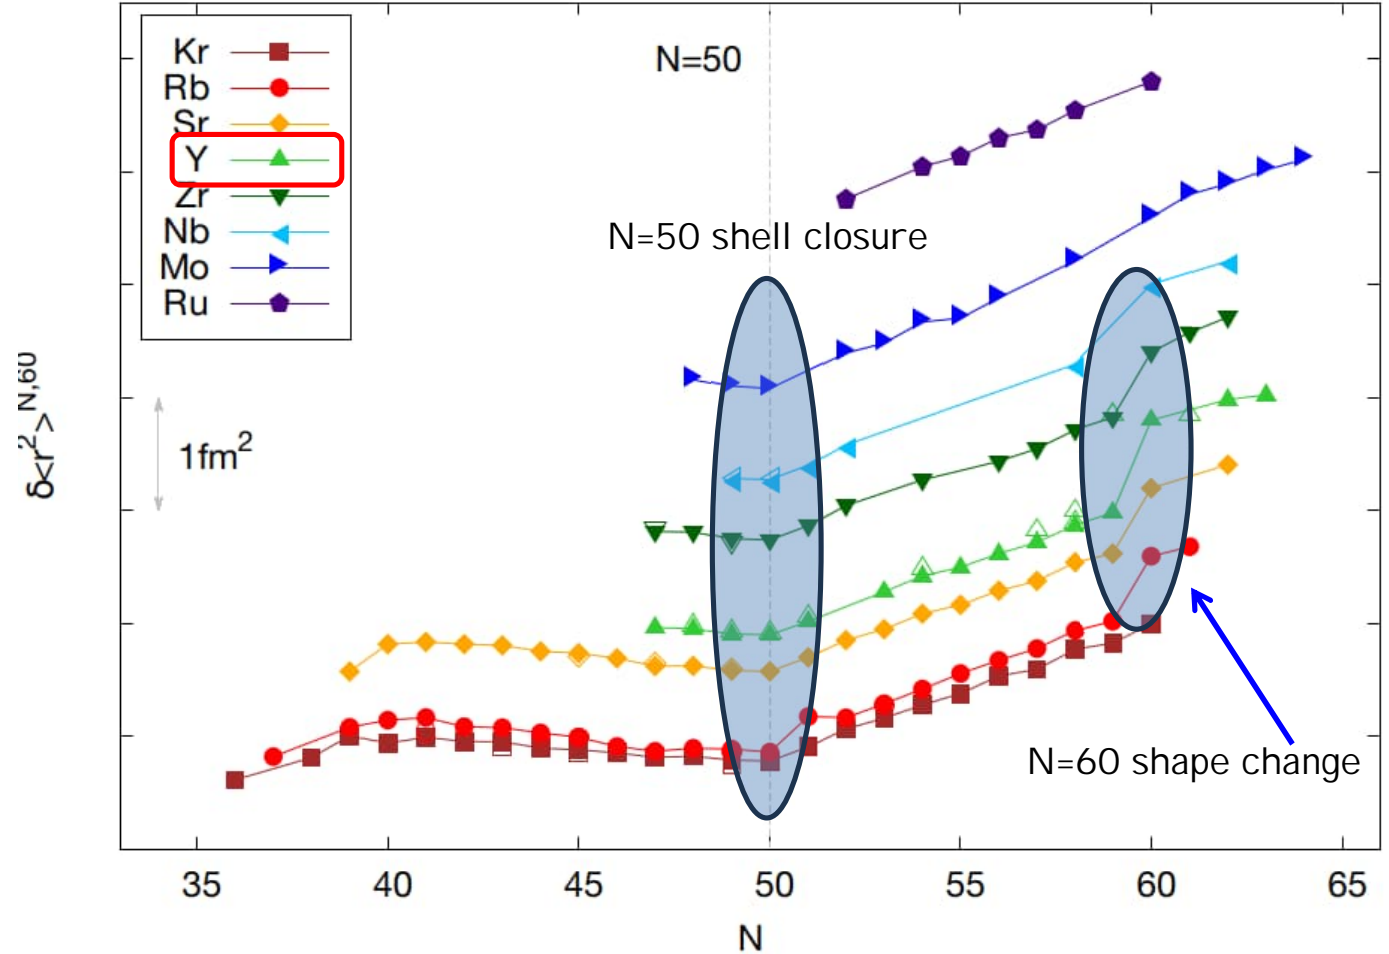 Kr
Rb
Sr
Y
Zr
Nb
Mo
Ru
N=50
N=50 shell closure
δ<r²>N,60
1fm²
N=60 shape change
35 40 45 50 55 60 65
N